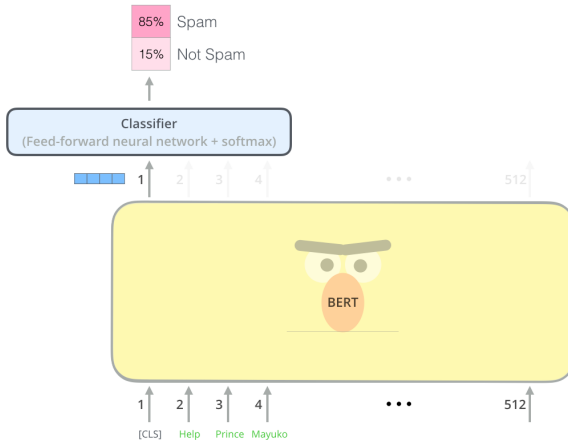 85% Spam
15% Not Spam
Classifier
(Feed-forward neural network + softmax)
1 2 3 4 ••• 512
BERT
1 2 3 4 ••• 512
[CLS] Help Prince Mayuko